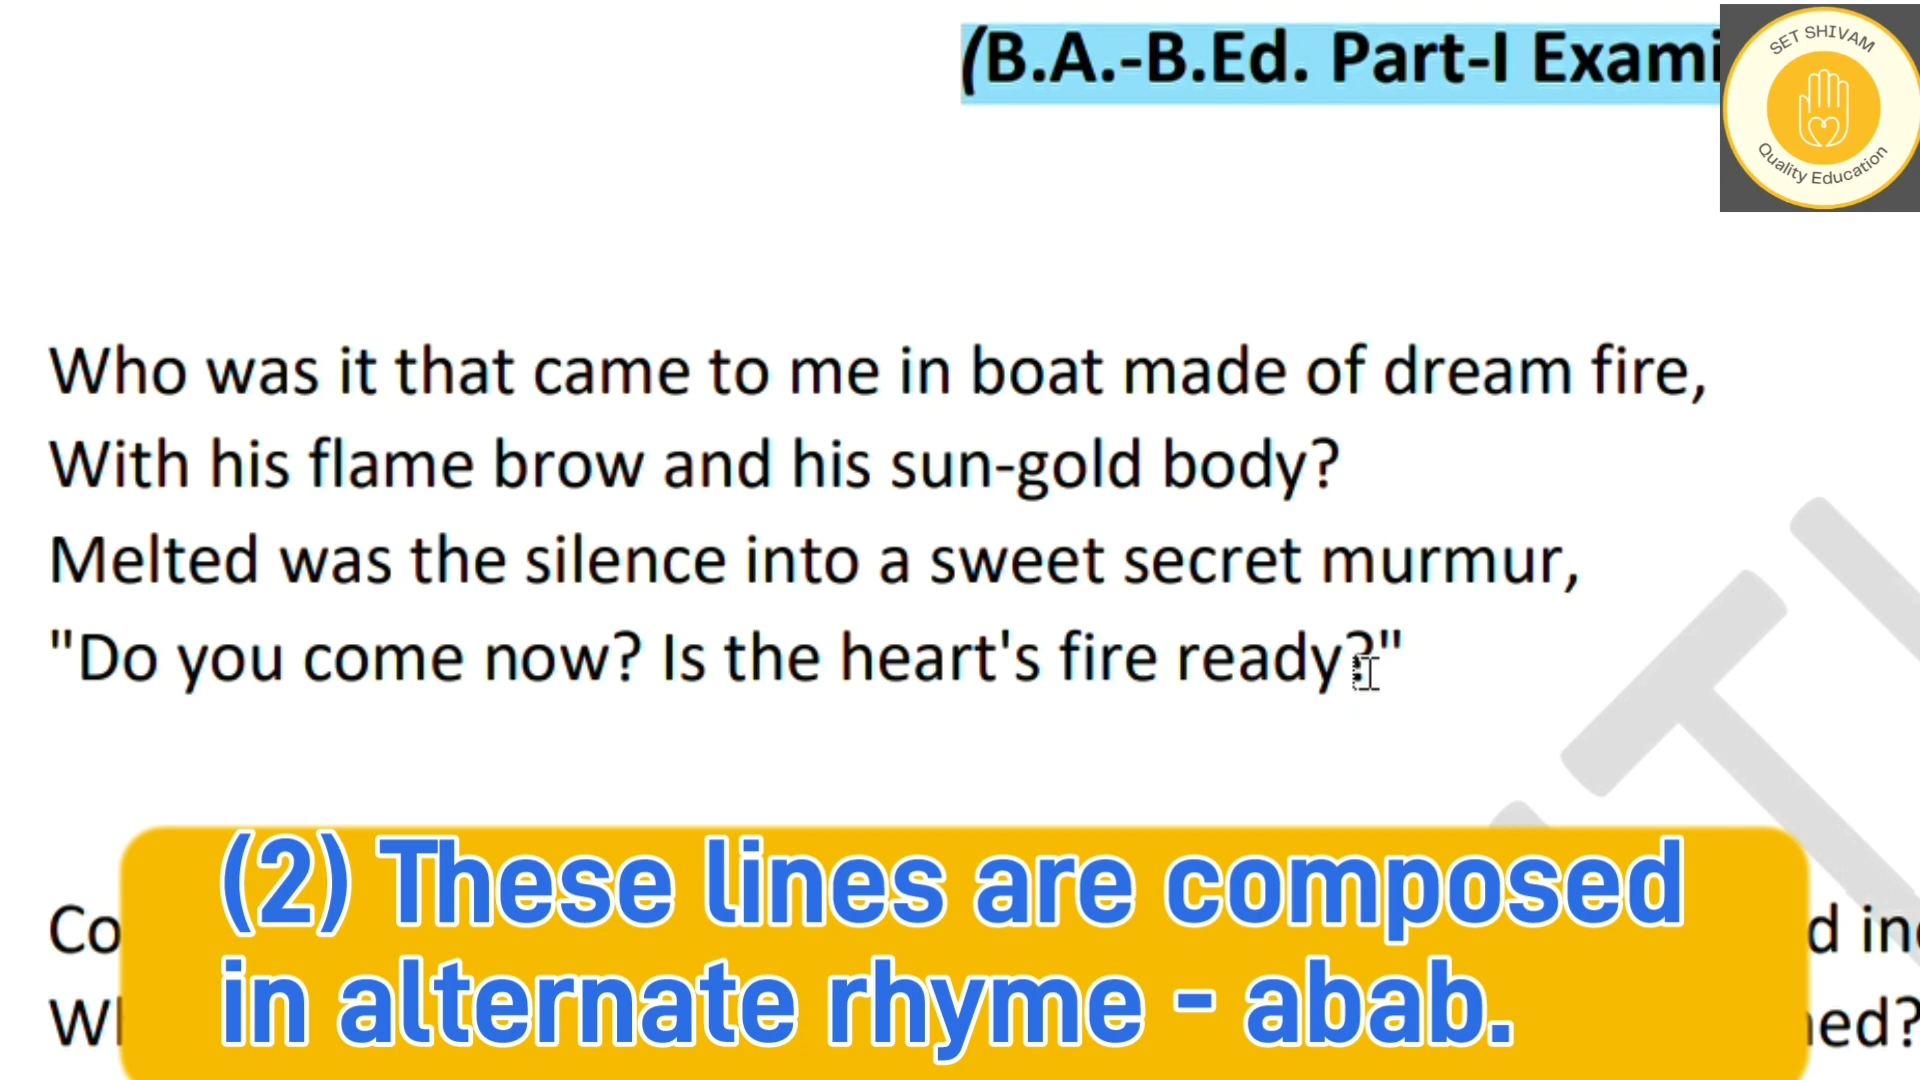 (B.A.-B.Ed. Part-I
SET SHIVAM
Quality Education
Who was it that came to me in boat made of dream fire,
With his flame brow and his sun-gold body?
Melted was the silence into a sweet secret murmur,
"Do you come now? Is the heart's fire ready?"
(2) These lines are composed
in alternate rhyme - abab.